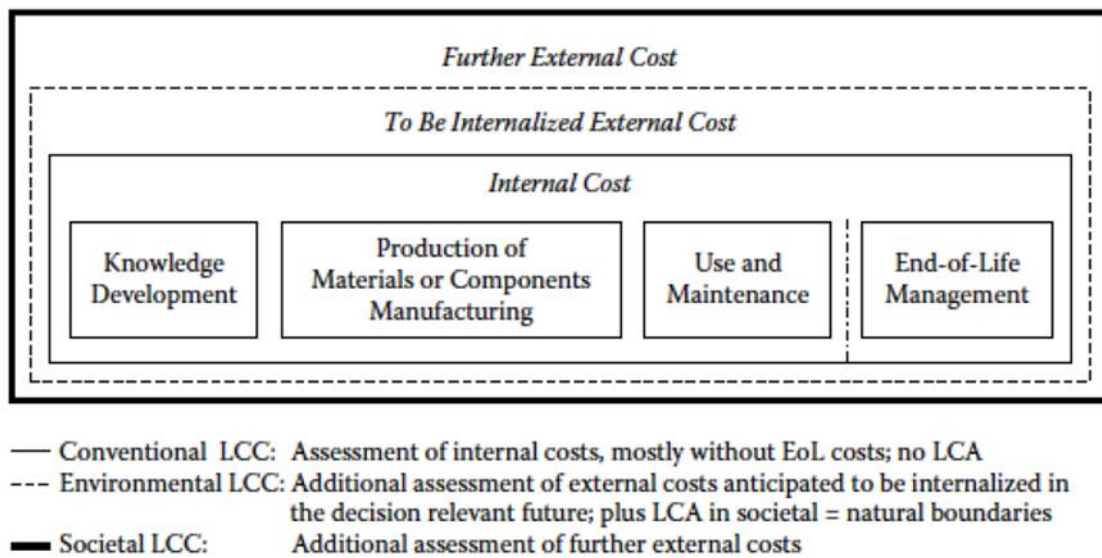 Further External Cost
To Be Internalized External Cost
Internal Cost
Knowledge
Development
Production of
Materials or Components
Manufacturing
Use and
Maintenance
End-of-Life
Management
Conventional LCC: Assessment of internal costs, mostly without EoL costs; no LCA
Environmental LCC: Additional assessment of external costs anticipated to be internalized in
the decision relevant future; plus LCA in societal = natural boundaries
Societal LCC: Additional assessment of further external costs